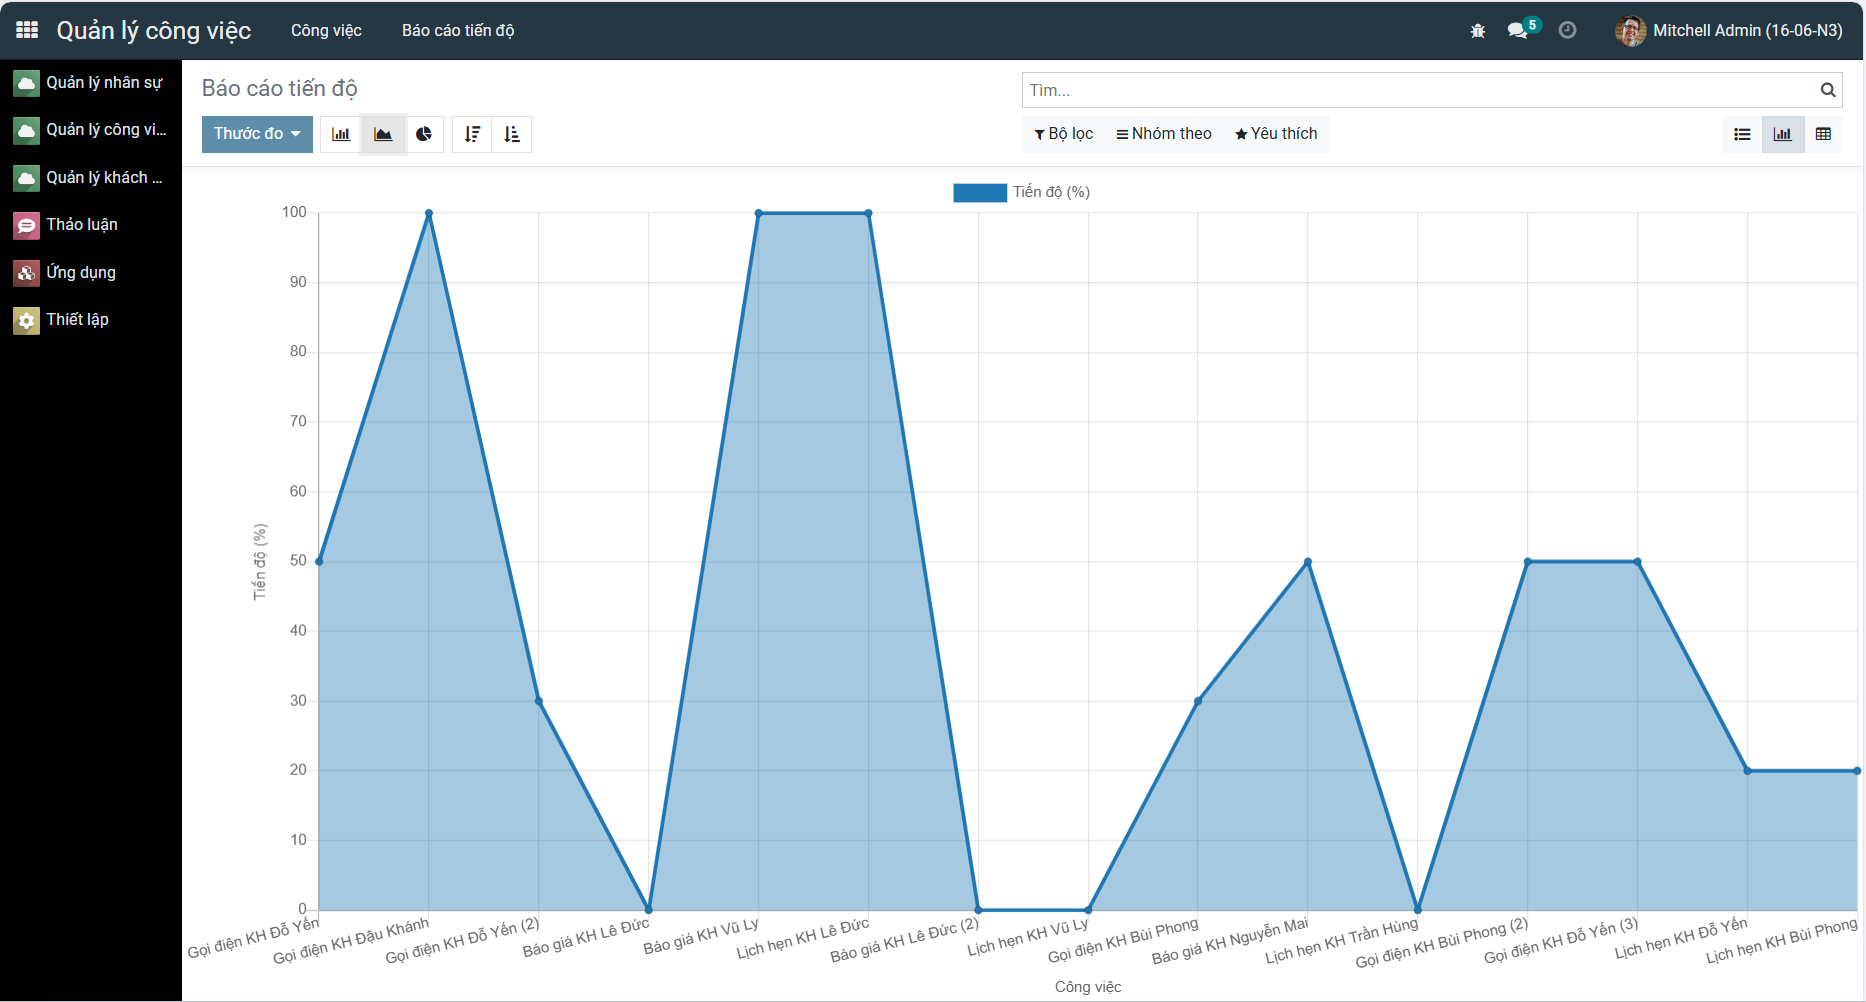 Quản lý công việc
Công việc
Báo cáo tiến độ
5
Mitchell Admin (16-06-N3)
Quản lý nhân sự
Quản lý công vi...
Quản lý khách ...
Thảo luận
Ứng dụng
Thiết lập
Báo cáo tiến độ
Tìm...
Thước đo
Bộ lọc
Nhóm theo
Yêu thích
Tiến độ (%)
100
90
80
70
60
50
40
30
20
10
0
Tiến độ (%)
Gọi điện KH Đỗ Yến
Gọi điện KH Đậu Khánh
Gọi điện KH Đỗ Yến (2)
Báo giá KH Lê Đức
Báo giá KH Vũ Ly
Lịch hẹn KH Lê Đức
Báo giá KH Lê Đức (2)
Lịch hẹn KH Vũ Ly
Gọi điện KH Bùi Phong
Báo giá KH Nguyễn Mai
Lịch hẹn KH Trần Hùng
Gọi điện KH Bùi Phong (2)
Gọi điện KH Đỗ Yến (3)
Lịch hẹn KH Đỗ Yến
Lịch hẹn KH Bùi Phong
Công việc